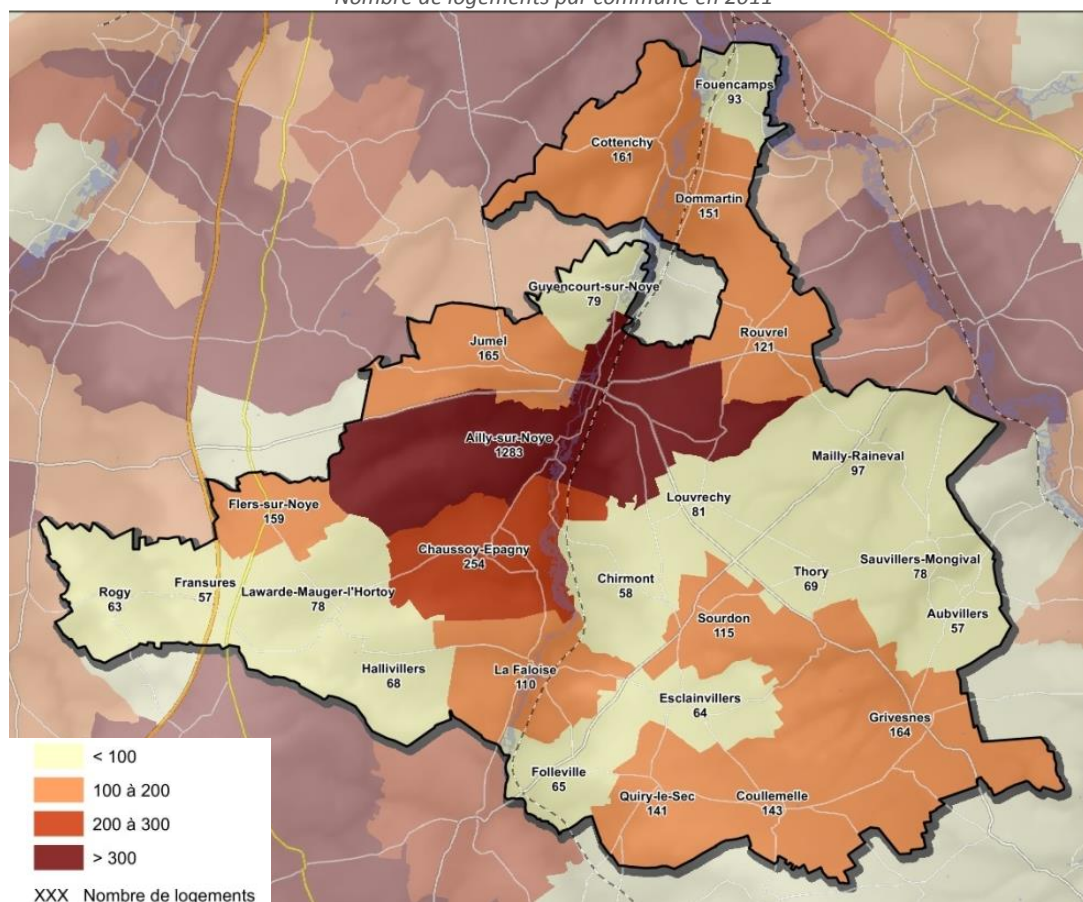 Nombre de logements par commune en 2011
Fouencamps
93
Cottenchy
161
Dommartin
151
Guyencourt-sur-Noye
79
Jumel
165
Rouvrel
121
Ailly-sur-Noye
1283
Mailly-Raineval
97
Louvrechy
81
Flers-sur-Noye
159
Chaussoy-Epagny
254
Sauvillers-Mongival
78
Thory
69
Chirmont
58
Fransures
57
Rogy
63
Lawarde-Mauger-l'Hortoy
78
Aubvillers
57
Sourdon
115
Hallivillers
68
La Faloise
110
Esclainvillers
64
Grivesnes
164
Folleville
65
Quiry-le-Sec
141
Coullemelle
143
< 100
100 à 200
200 à 300
> 300
XXX Nombre de logements